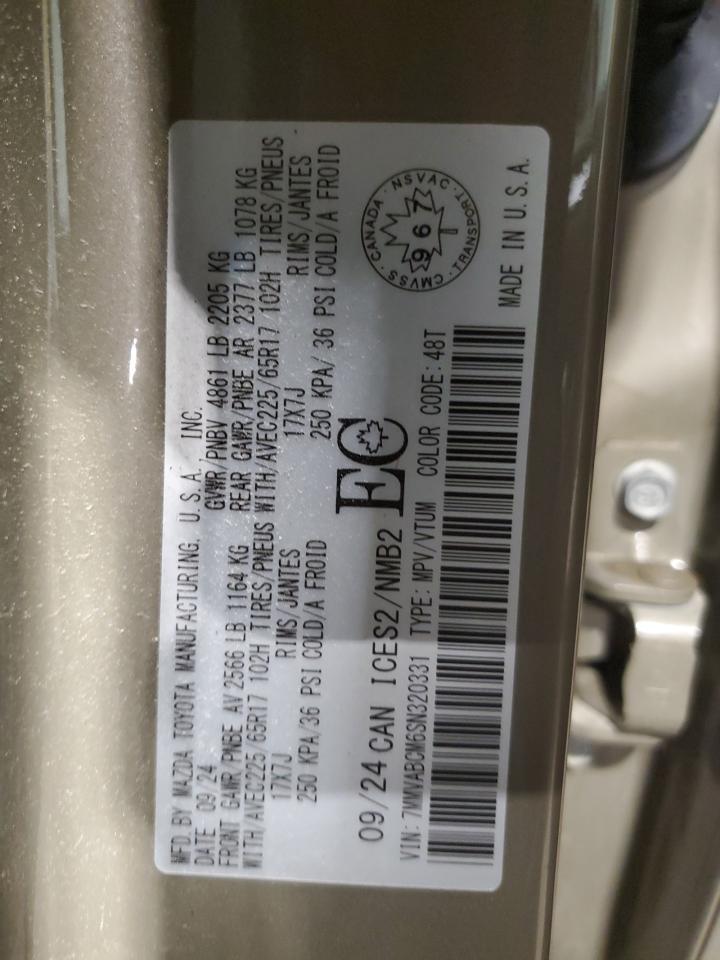 MFD. BY MAZDA TOYOTA MANUFACTURING, U. S. A. INC.
DATE 09/24 GVWR/PNBV 4861 LB 2205 KG
FRONT GAWR/PNBE AV 2566 LB 1164 KG REAR GAWR/PNBE AR 2377 LB 1078 KG
WITH/AVEC225/65R17 102H TIRES/PNEUS WITH/AVEC225/65R17 102H TIRES/PNEUS
17X7J RIMS/JANTES 17X7J RIMS/JANTES
250 KPA/36 PSI COLD/A FROID 250 KPA/ 36 PSI COLD/A FROID
09/24 CAN ICES2/NMB2 EC
CANADA · NSVAC · TRANSPORT · CMVSS
967
VIN: 7MMVABCM6SN320331 TYPE: MPV/VTUM COLOR CODE: 48T
MADE IN U. S. A.